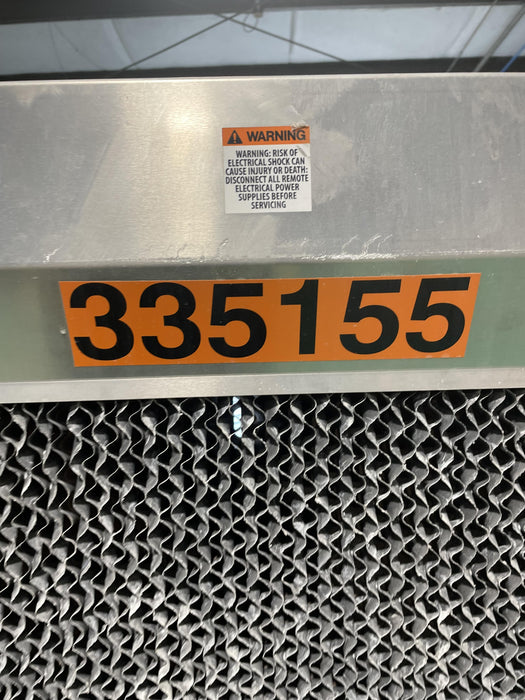 WARNING
WARNING: RISK OF
ELECTRICAL SHOCK CAN
CAUSE INJURY OR DEATH:
DISCONNECT ALL REMOTE
ELECTRICAL POWER
SUPPLIES BEFORE
SERVICING
335155